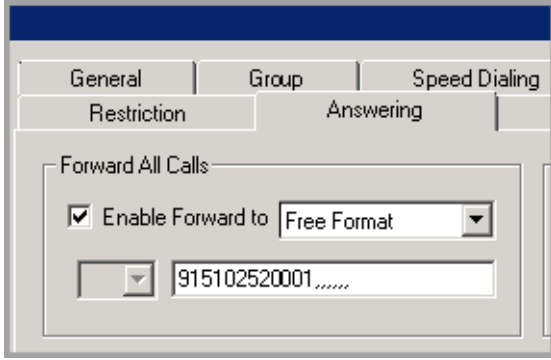 General Group Speed Dialing
Restriction Answering
Forward All Calls
Enable Forward to Free Format
915102520001,,,,,,